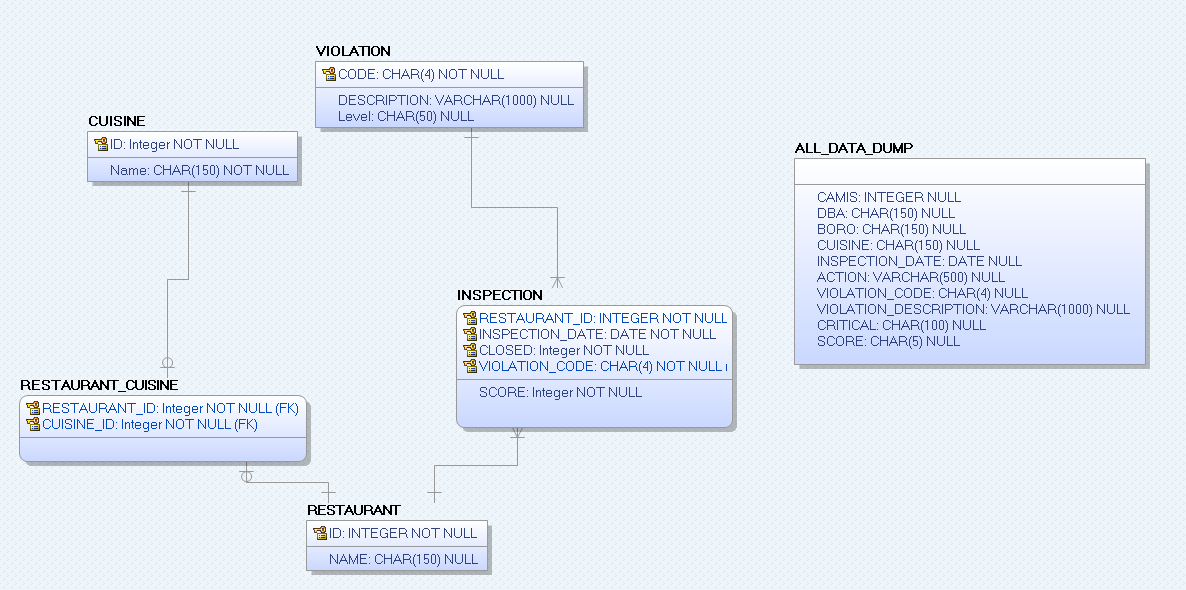 VIOLATION
CODE: CHAR(4) NOT NULL
DESCRIPTION: VARCHAR(1000) NULL
Level: CHAR(50) NULL
CUISINE
ID: Integer NOT NULL
Name: CHAR(150) NOT NULL
ALL_DATA_DUMP
CAMIS: INTEGER NULL
DBA: CHAR(150) NULL
BORO: CHAR(150) NULL
CUISINE: CHAR(150) NULL
INSPECTION_DATE: DATE NULL
ACTION: VARCHAR(500) NULL
VIOLATION_CODE: CHAR(4) NULL
VIOLATION_DESCRIPTION: VARCHAR(1000) NULL
CRITICAL: CHAR(100) NULL
SCORE: CHAR(5) NULL
INSPECTION
RESTAURANT_ID: INTEGER NOT NULL
INSPECTION_DATE: DATE NOT NULL
CLOSED: Integer NOT NULL
VIOLATION_CODE: CHAR(4) NOT NULL
SCORE: Integer NOT NULL
RESTAURANT_CUISINE
RESTAURANT_ID: Integer NOT NULL (FK)
CUISINE_ID: Integer NOT NULL (FK)
RESTAURANT
ID: INTEGER NOT NULL
NAME: CHAR(150) NULL